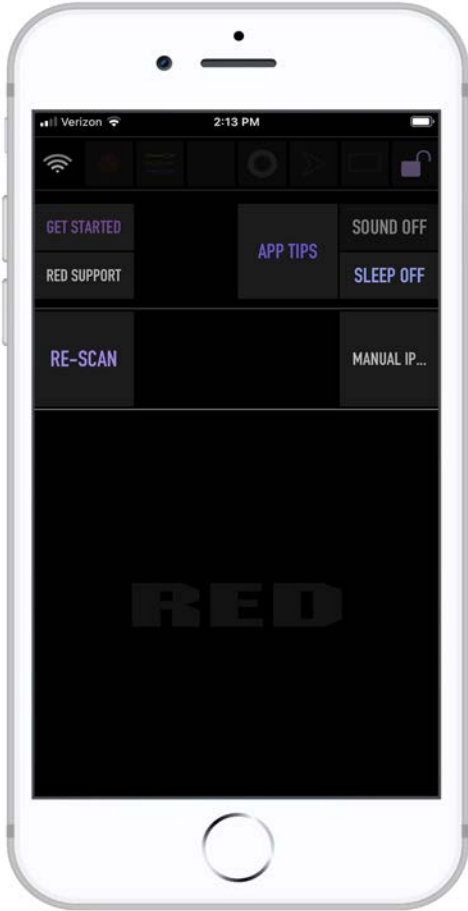 Verizon
2:13 PM
GET STARTED
APP TIPS
SOUND OFF
RED SUPPORT
SLEEP OFF
RE-SCAN
MANUAL IP...
RED